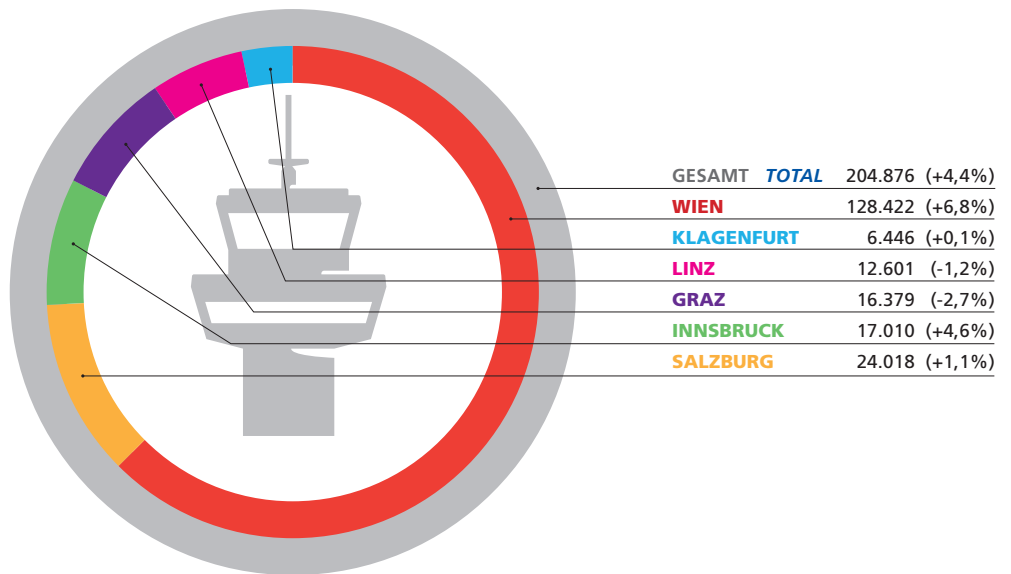 GESAMT TOTAL 204.876 (+4,4%)
WIEN 128.422 (+6,8%)
KLAGENFURT 6.446 (+0,1%)
LINZ 12.601 (-1,2%)
GRAZ 16.379 (-2,7%)
INNSBRUCK 17.010 (+4,6%)
SALZBURG 24.018 (+1,1%)